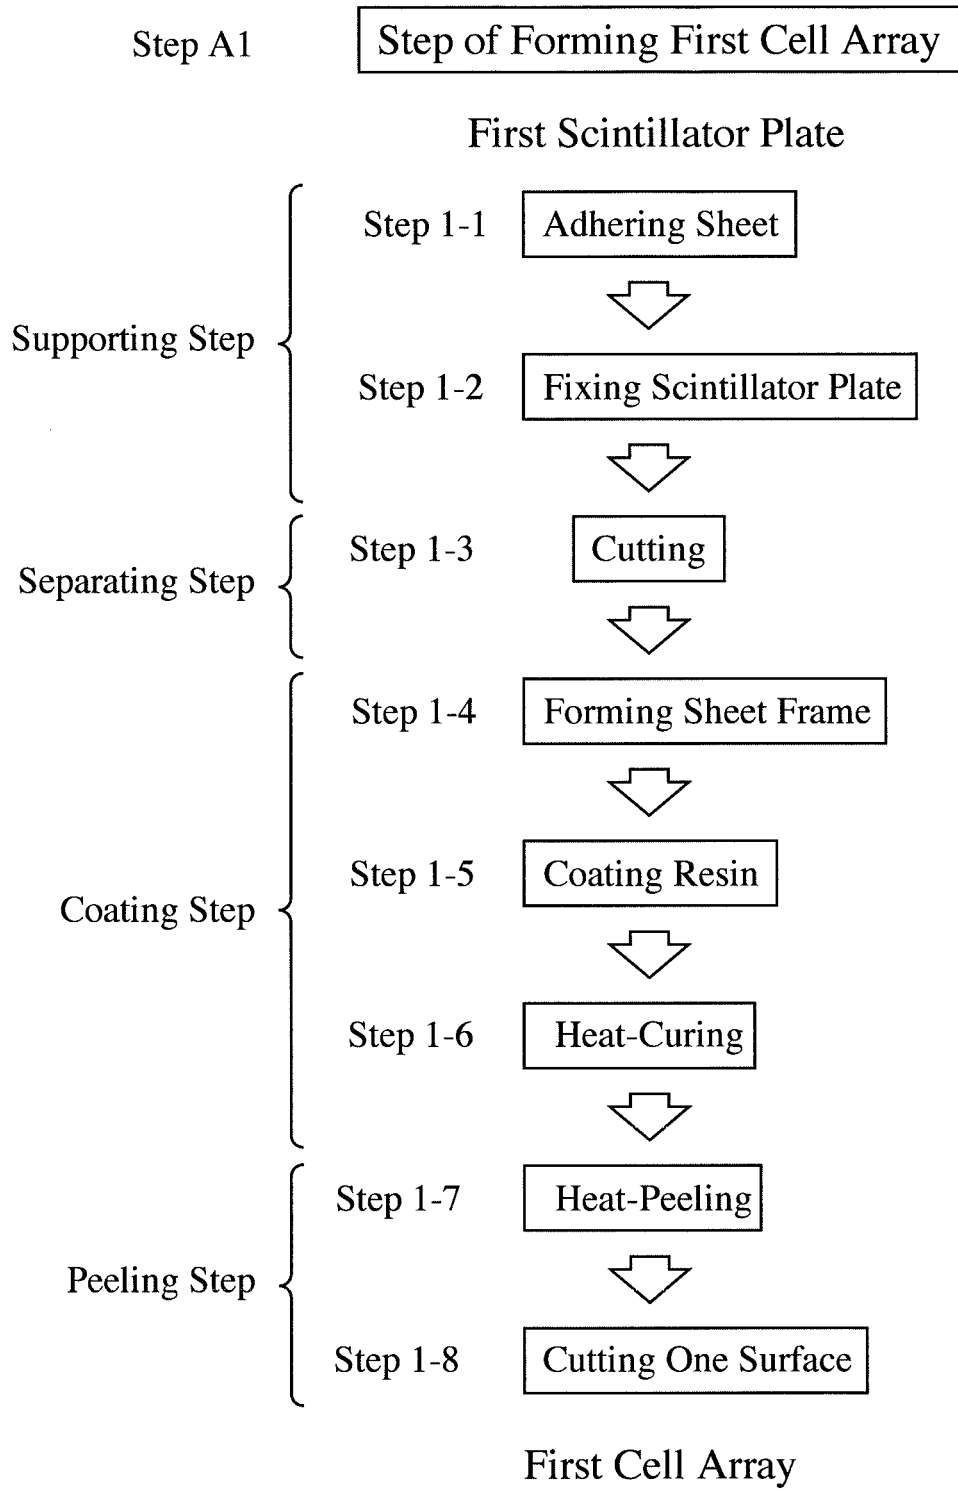 Step A1 Step of Forming First Cell Array
First Scintillator Plate
Step 1-1 Adhering Sheet
Supporting Step
Step 1-2 Fixing Scintillator Plate
Step 1-3 Cutting
Separating Step
Step 1-4 Forming Sheet Frame
Step 1-5 Coating Resin
Coating Step
Step 1-6 Heat-Curing
Step 1-7 Heat-Peeling
Peeling Step
Step 1-8 Cutting One Surface
First Cell Array